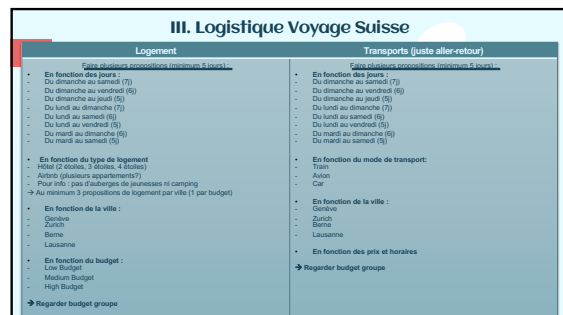 III. Logistique Voyage Suisse
Logement
Faire plusieurs propositions (minimum 5 jours) :
• En fonction des jours :
- Du dimanche au samedi (7j)
- Du dimanche au vendredi (6j)
- Du dimanche au jeudi (5j)
- Du lundi au dimanche (7j)
- Du lundi au samedi (6j)
- Du lundi au vendredi (5j)
- Du mardi au dimanche (6j)
- Du mardi au samedi (5j)
• En fonction du type de logement
- Hôtel (2 étoiles, 3 étoiles, 4 étoiles)
- Airbnb (plusieurs appartements?)
- Pour info : pas d'auberges de jeunesses ni camping
→ Au minimum 3 propositions de logement par ville (1 par budget)
• En fonction de la ville :
- Genève
- Zurich
- Berne
- Lausanne
• En fonction du budget :
- Low Budget
- Medium Budget
- High Budget
➔ Regarder budget groupe
Transports (juste aller-retour)
Faire plusieurs propositions (minimum 5 jours) :
• En fonction des jours :
- Du dimanche au samedi (7j)
- Du dimanche au vendredi (6j)
- Du dimanche au jeudi (5j)
- Du lundi au dimanche (7j)
- Du lundi au samedi (6j)
- Du lundi au vendredi (5j)
- Du mardi au dimanche (6j)
- Du mardi au samedi (5j)
• En fonction du mode de transport:
- Train
- Avion
- Car
• En fonction de la ville :
- Genève
- Zurich
- Berne
- Lausanne
• En fonction des prix et horaires
➔ Regarder budget groupe